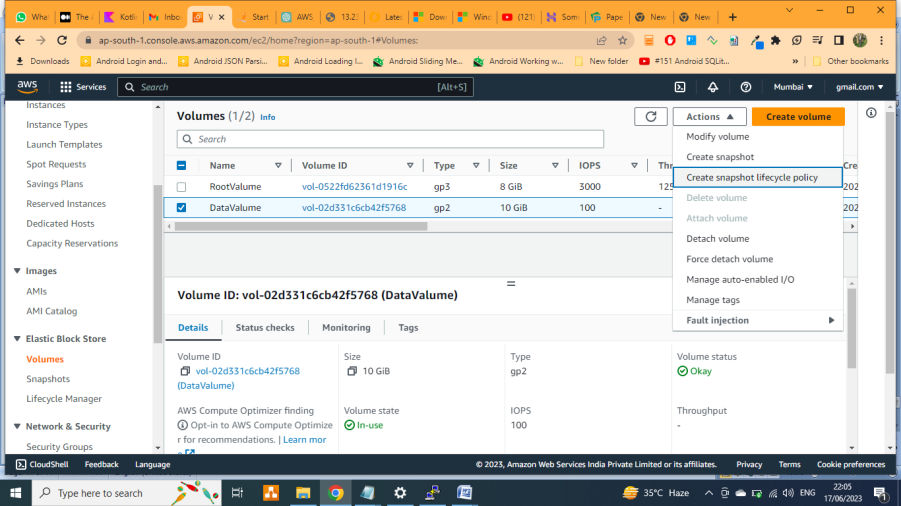 Wha
The
Kotli
Inbo
V
Start
AWS
13.2:
Late
Dow
Win
(121)
Som
Pape
New
New
ap-south-1.console.aws.amazon.com/ec2/home?region=ap-south-1#Volumes:
Downloads
Android Login and...
Android JSON Parsi...
Android Loading I...
Android Sliding Me...
Android Working w...
New folder
#151 Android SQLit...
»
Other bookmarks
aws
Services
Search
[Alt+S]
Mumbai
gmail.com
Instances
Instance Types
Launch Templates
Spot Requests
Savings Plans
Reserved Instances
Dedicated Hosts
Capacity Reservations
Images
AMIs
AMI Catalog
Elastic Block Store
Volumes
Snapshots
Lifecycle Manager
Network & Security
Security Groups
Volumes (1/2) Info
Actions
Create volume
Search
Name
Volume ID
Type
Size
IOPS
Thr
Cre
RootValume
vol-0522fd62361d1916c
gp3
8 GiB
3000
125
202
DataValume
vol-02d331c6cb42f5768
gp2
10 GiB
100
-
202
Modify volume
Create snapshot
Create snapshot lifecycle policy
Delete volume
Attach volume
Detach volume
Force detach volume
Manage auto-enabled I/O
Manage tags
Fault injection
Volume ID: vol-02d331c6cb42f5768 (DataValume)
Details
Status checks
Monitoring
Tags
Volume ID
vol-02d331c6cb42f5768
(DataValume)
Size
10 GiB
Type
gp2
Volume status
Okay
AWS Compute Optimizer finding
Opt-in to AWS Compute Optimize
r for recommendations. | Learn mor
e
Volume state
In-use
IOPS
100
Throughput
-
CloudShell
Feedback
Language
© 2023, Amazon Web Services India Private Limited or its affiliates.
Privacy
Terms
Cookie preferences
Type here to search
35°C Haze
ENG
22:05
17/06/2023